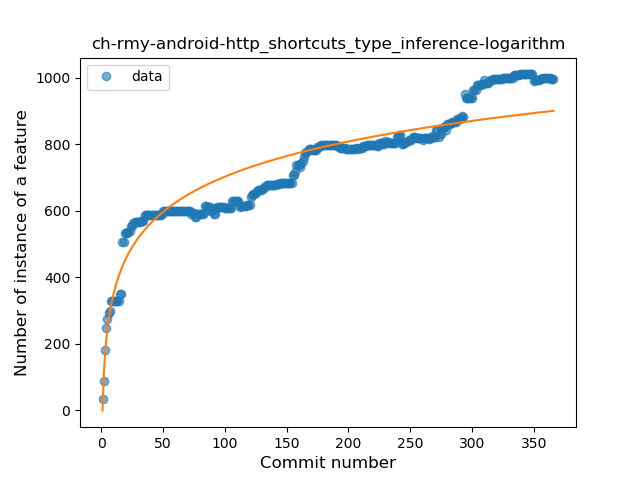 ch-rmy-android-http_shortcuts_type_inference-logarithm
data
Number of instance of a feature
1000
800
600
400
200
0
0 50 100 150 200 250 300 350
Commit number